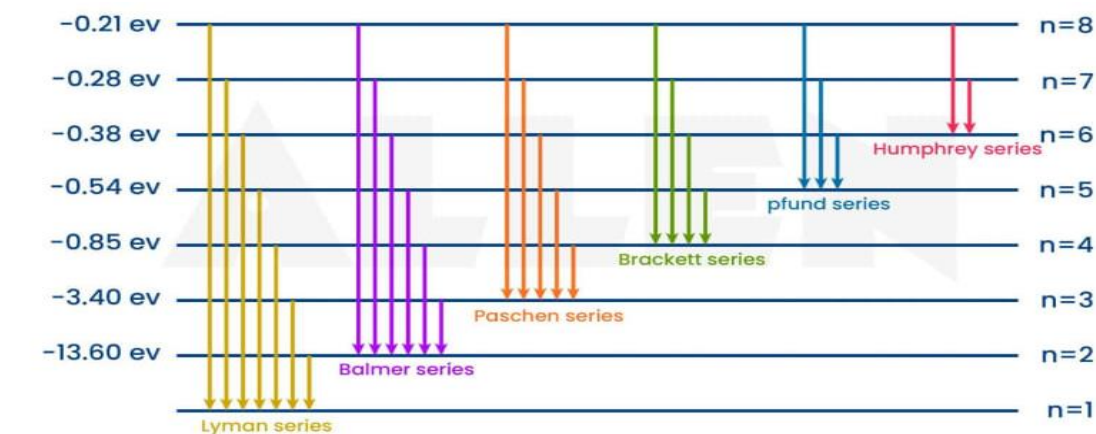 -0.21 ev n=8
-0.28 ev n=7
-0.38 ev n=6
Humphrey series
-0.54 ev n=5
pfund series
-0.85 ev n=4
Brackett series
-3.40 ev n=3
Paschen series
-13.60 ev n=2
Balmer series
n=1
Lyman series
ALLEN